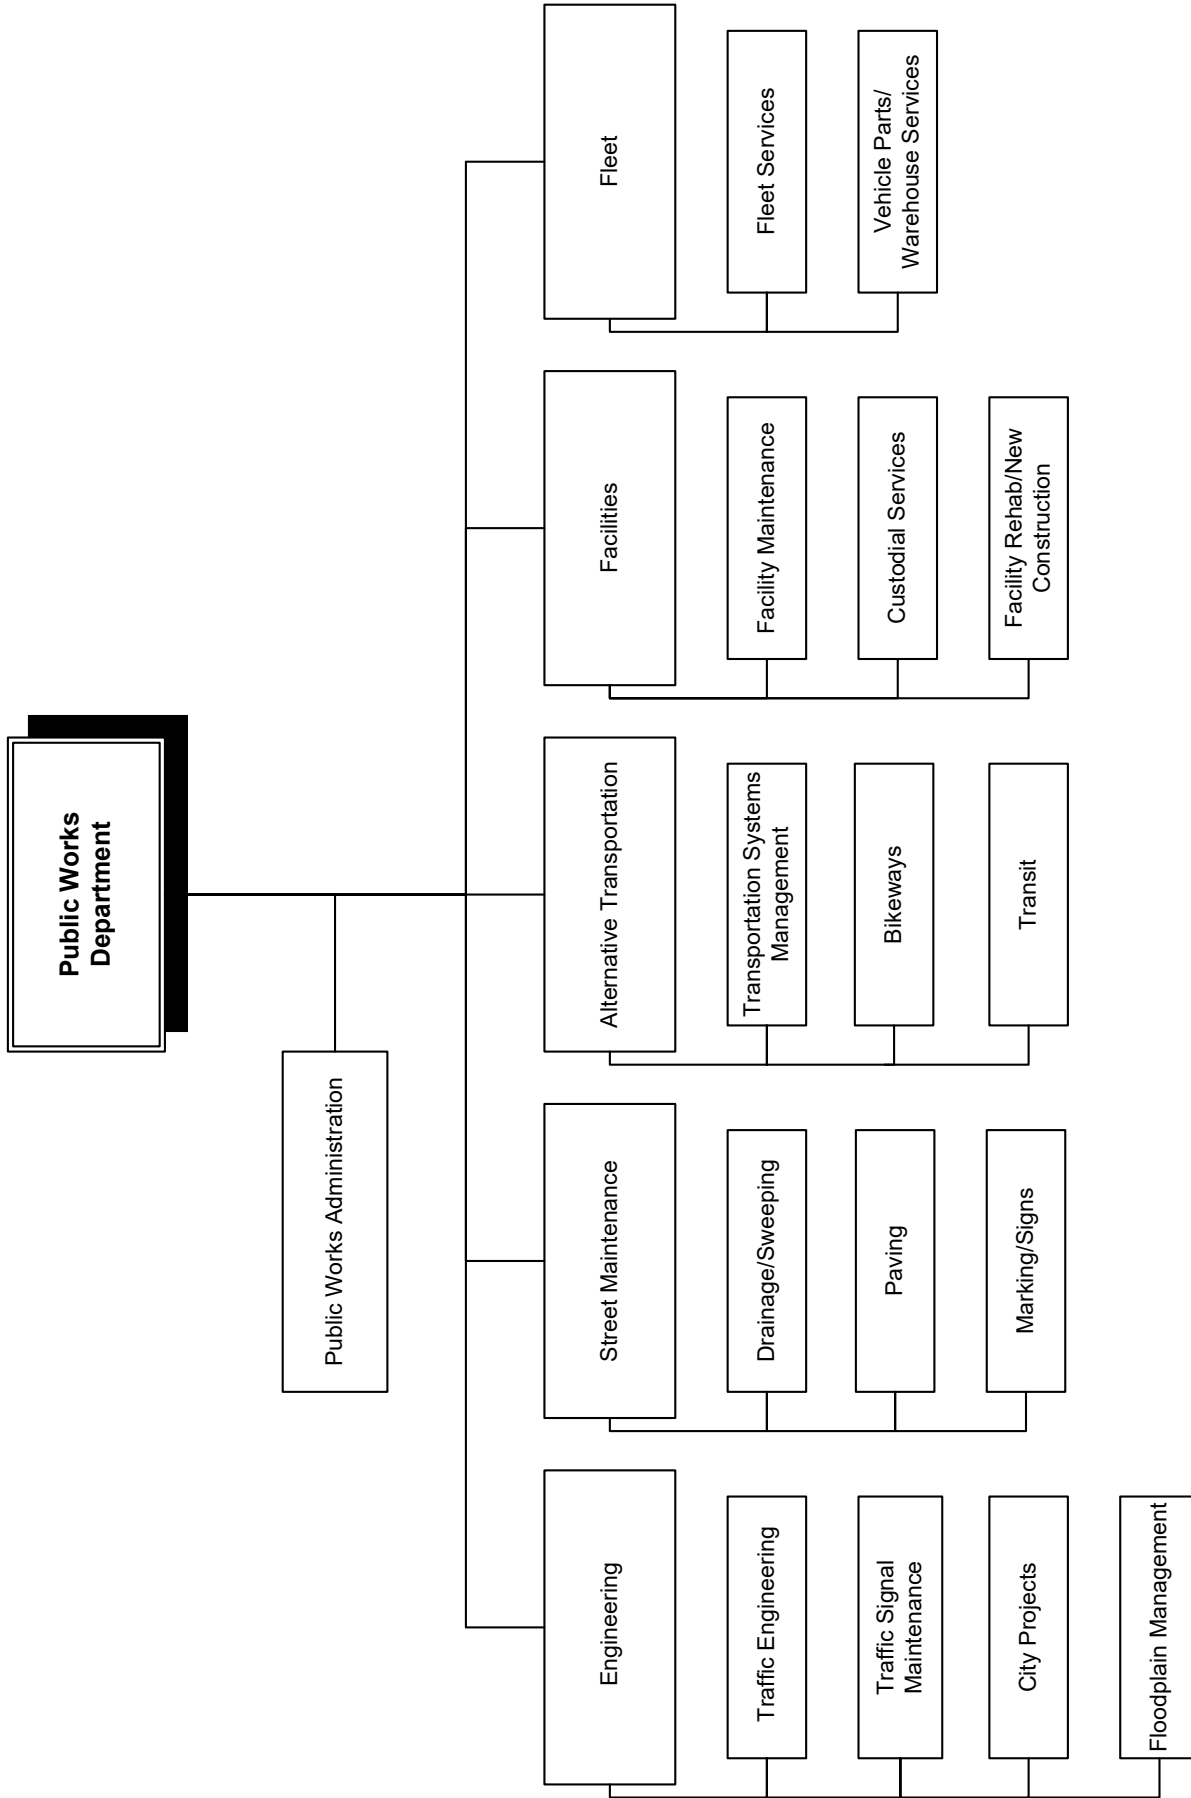 Public Works
Department
Public Works Administration
Engineering
Traffic Engineering
Traffic Signal
Maintenance
City Projects
Floodplain Management
Street Maintenance
Drainage/Sweeping
Paving
Marking/Signs
Alternative Transportation
Transportation Systems
Management
Bikeways
Transit
Facilities
Facility Maintenance
Custodial Services
Facility Rehab/New
Construction
Fleet
Fleet Services
Vehicle Parts/
Warehouse Services